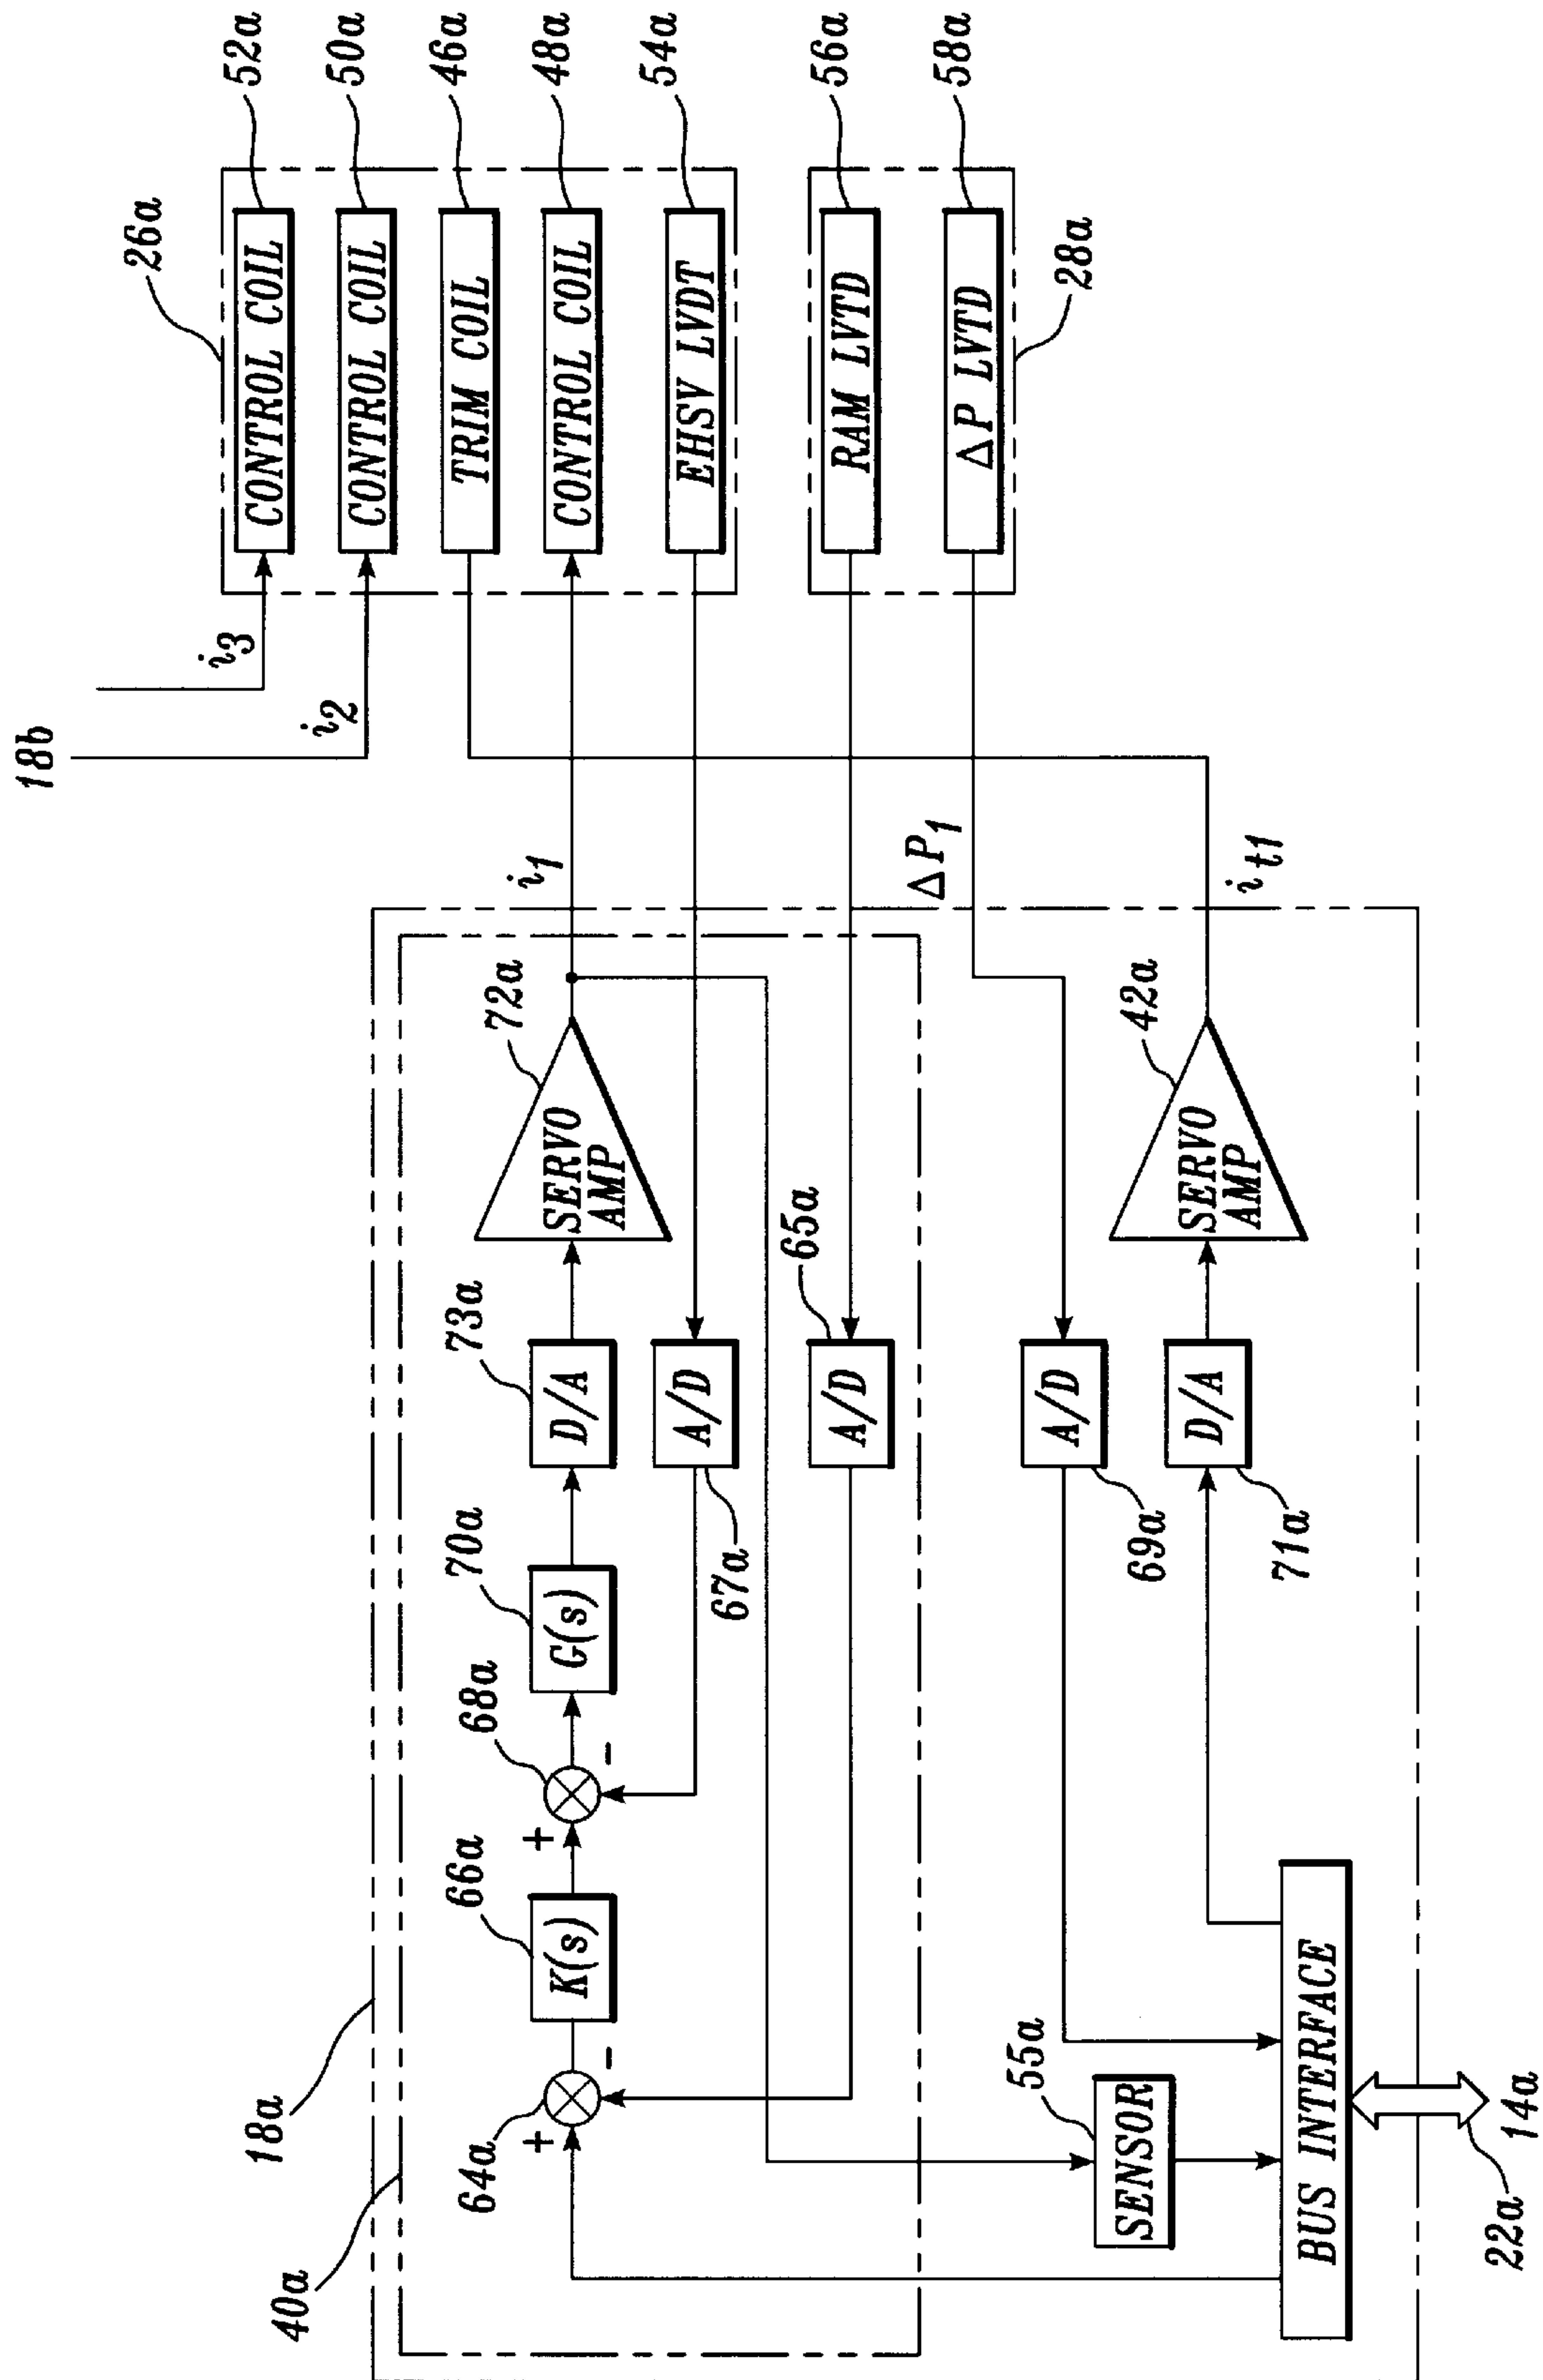 18b
26a
52a
50a
46a
48a
54a
56a
58a
28a
i3
i2
CONTROL COIL
CONTROL COIL
TRIM COIL
CONTROL COIL
EHSV LVDT
RAM LVTD
ΔP LVTD
18a
40a
64a
+
-
66a
K(s)
+
-
68a
70a
G(s)
73a
D/A
72a
SERVO
AMP
i1
67a
A/D
65a
A/D
ΔP1
69a
A/D
71a
D/A
42a
SERVO
AMP
it1
55a
SENSOR
BUS INTERFACE
22a
14a